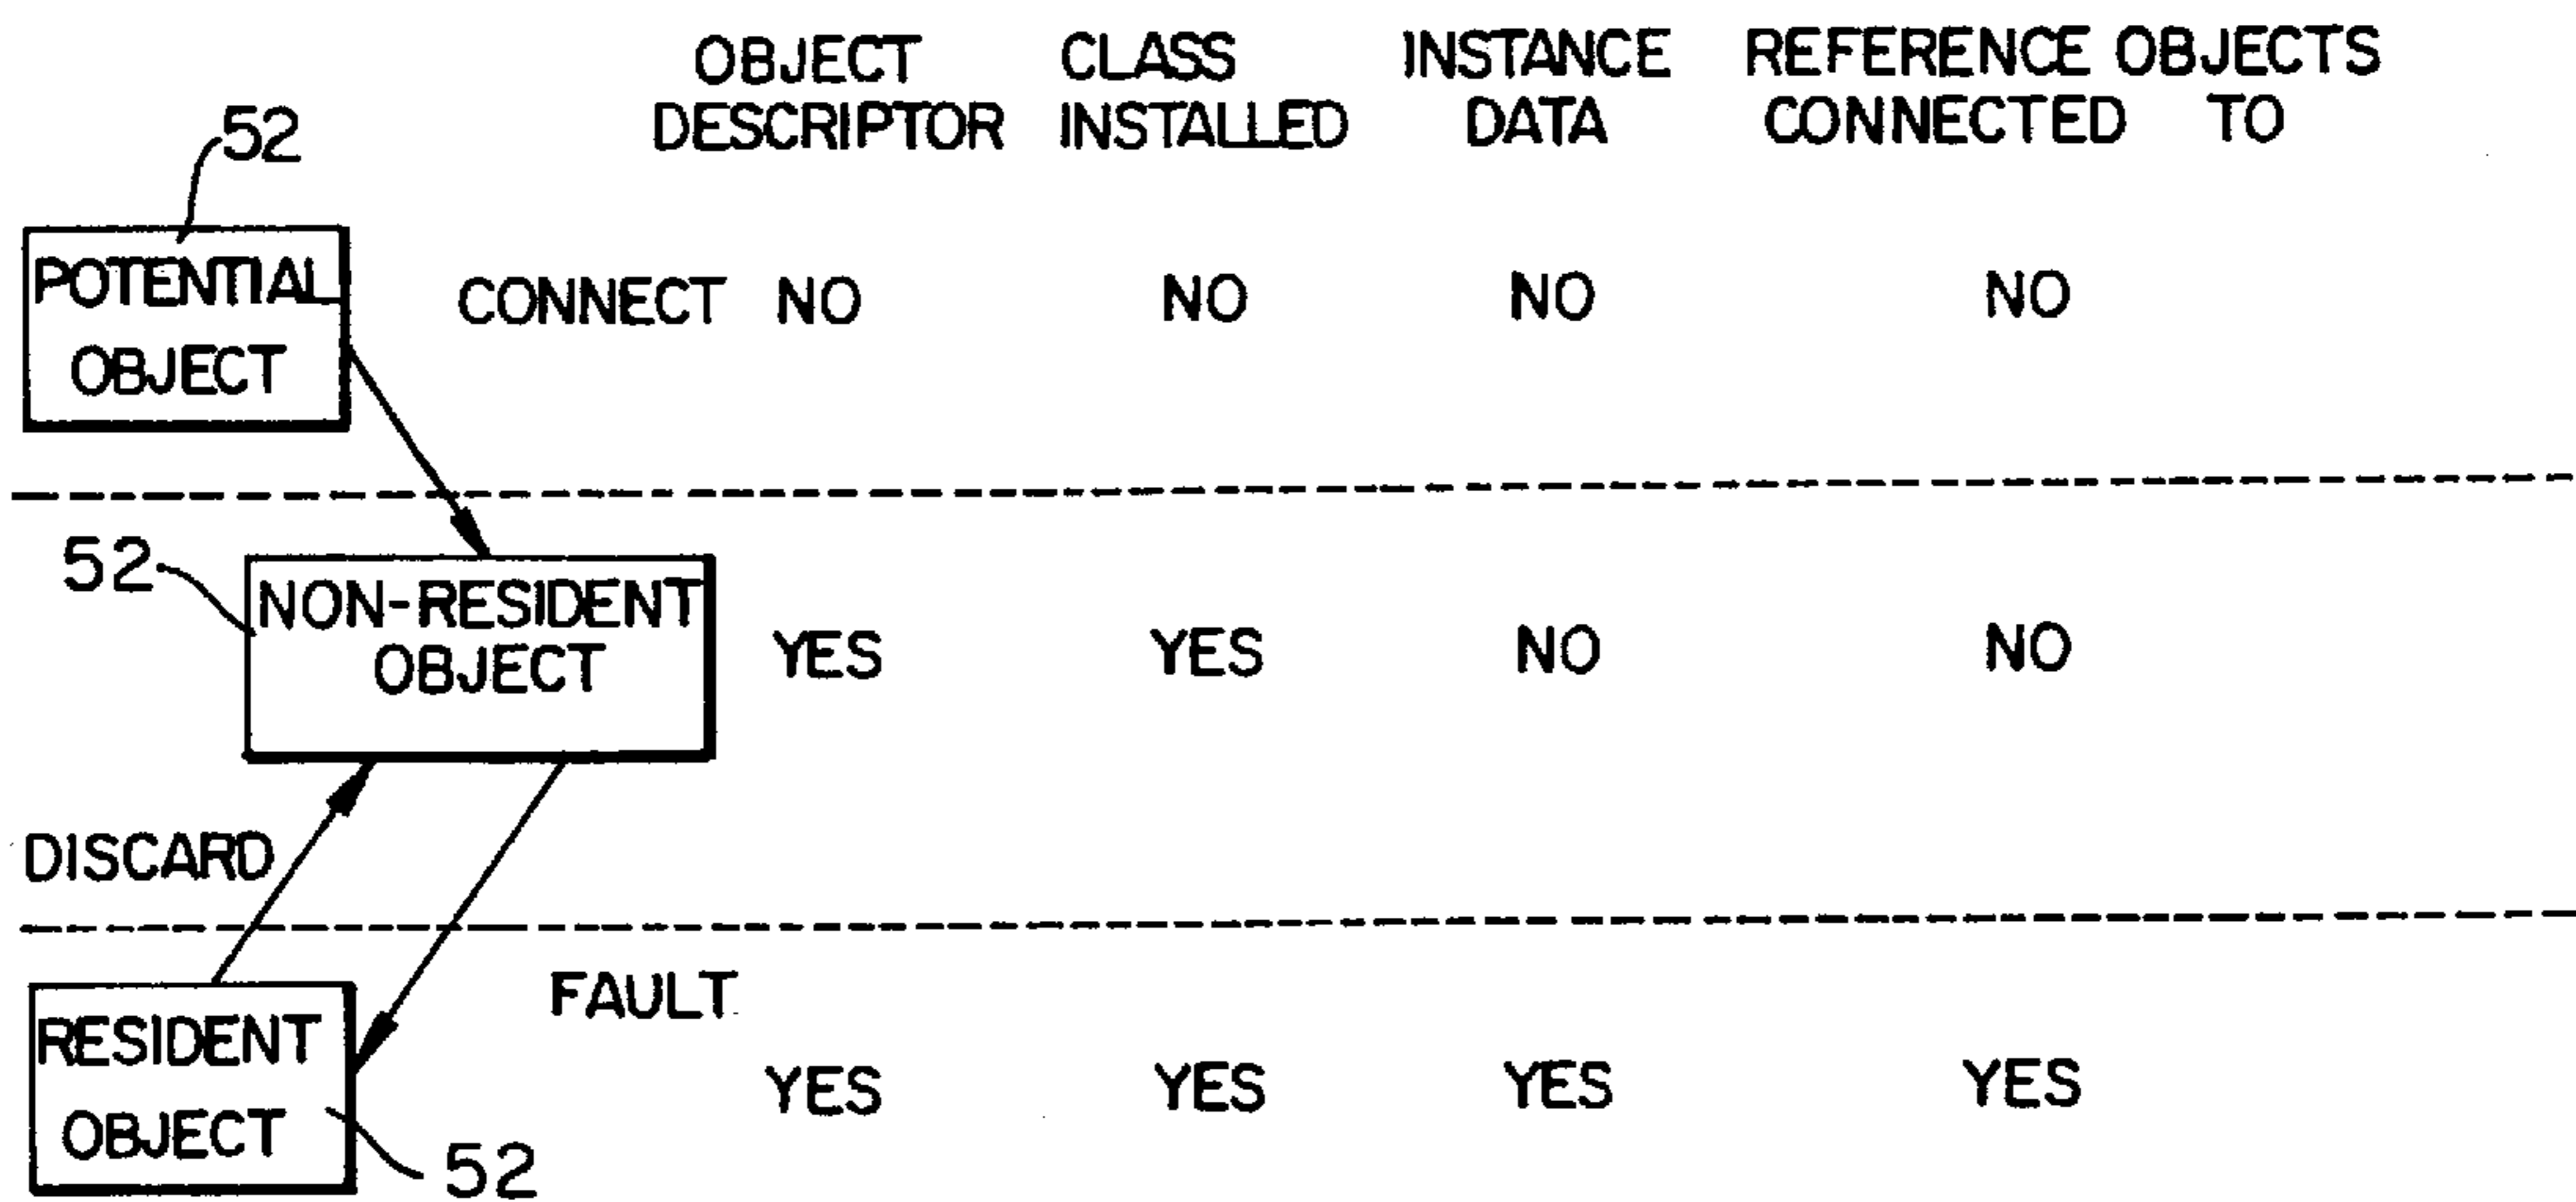 OBJECT DESCRIPTOR
CLASS INSTALLED
INSTANCE DATA
REFERENCE OBJECTS CONNECTED TO
52
POTENTIAL OBJECT
CONNECT NO NO NO NO
52
NON-RESIDENT OBJECT
YES YES NO NO
DISCARD
FAULT
RESIDENT OBJECT
YES YES YES YES
52